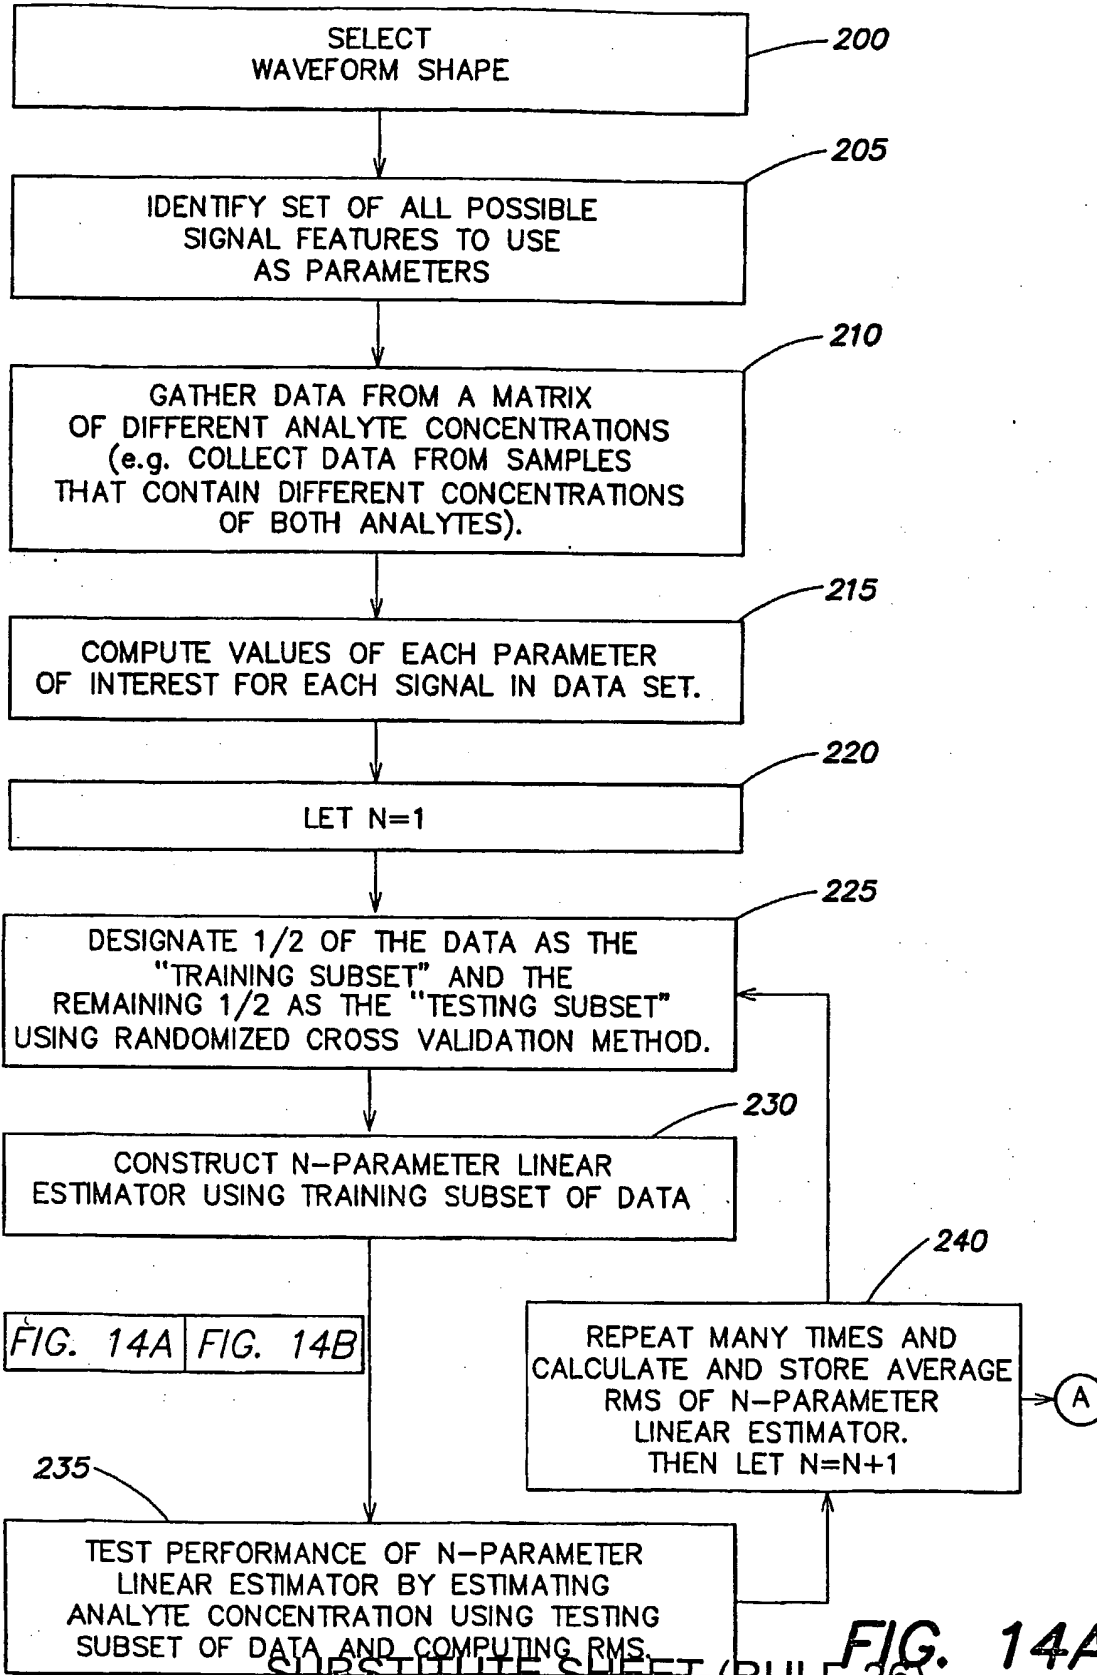 SELECT
WAVEFORM SHAPE
200
205
IDENTIFY SET OF ALL POSSIBLE
SIGNAL FEATURES TO USE
AS PARAMETERS
210
GATHER DATA FROM A MATRIX
OF DIFFERENT ANALYTE CONCENTRATIONS
(e.g. COLLECT DATA FROM SAMPLES
THAT CONTAIN DIFFERENT CONCENTRATIONS
OF BOTH ANALYTES).
215
COMPUTE VALUES OF EACH PARAMETER
OF INTEREST FOR EACH SIGNAL IN DATA SET.
220
LET N=1
225
DESIGNATE 1/2 OF THE DATA AS THE
"TRAINING SUBSET" AND THE
REMAINING 1/2 AS THE "TESTING SUBSET"
USING RANDOMIZED CROSS VALIDATION METHOD.
230
CONSTRUCT N-PARAMETER LINEAR
ESTIMATOR USING TRAINING SUBSET OF DATA
240
FIG. 14A FIG. 14B
REPEAT MANY TIMES AND
CALCULATE AND STORE AVERAGE
RMS OF N-PARAMETER
LINEAR ESTIMATOR.
THEN LET N=N+1
A
235
TEST PERFORMANCE OF N-PARAMETER
LINEAR ESTIMATOR BY ESTIMATING
ANALYTE CONCENTRATION USING TESTING
SUBSET OF DATA AND COMPUTING RMS.
FIG. 14A
SUBSTITUTE SHEET (RULE 26)